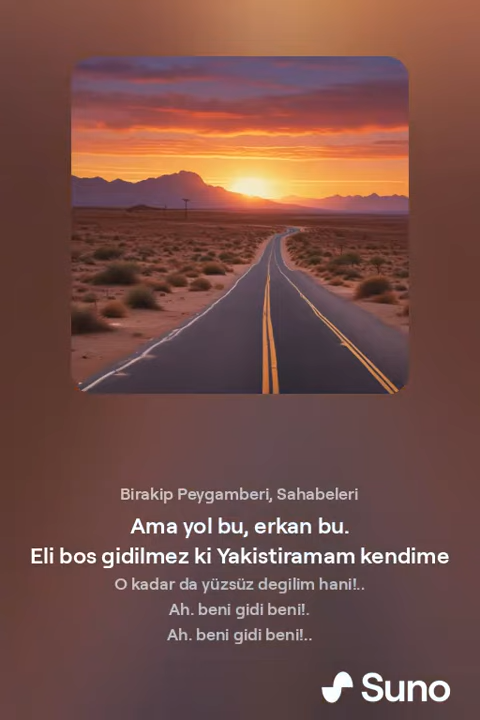 Birakip Peygamberi, Sahabeleri
Ama yol bu, erkan bu.
Eli bos gidilmez ki Yakistiramam kendime
O kadar da yüzsüz degilim hani!..
Ah. beni gidi beni!.
Ah. beni gidi beni!..
Suno